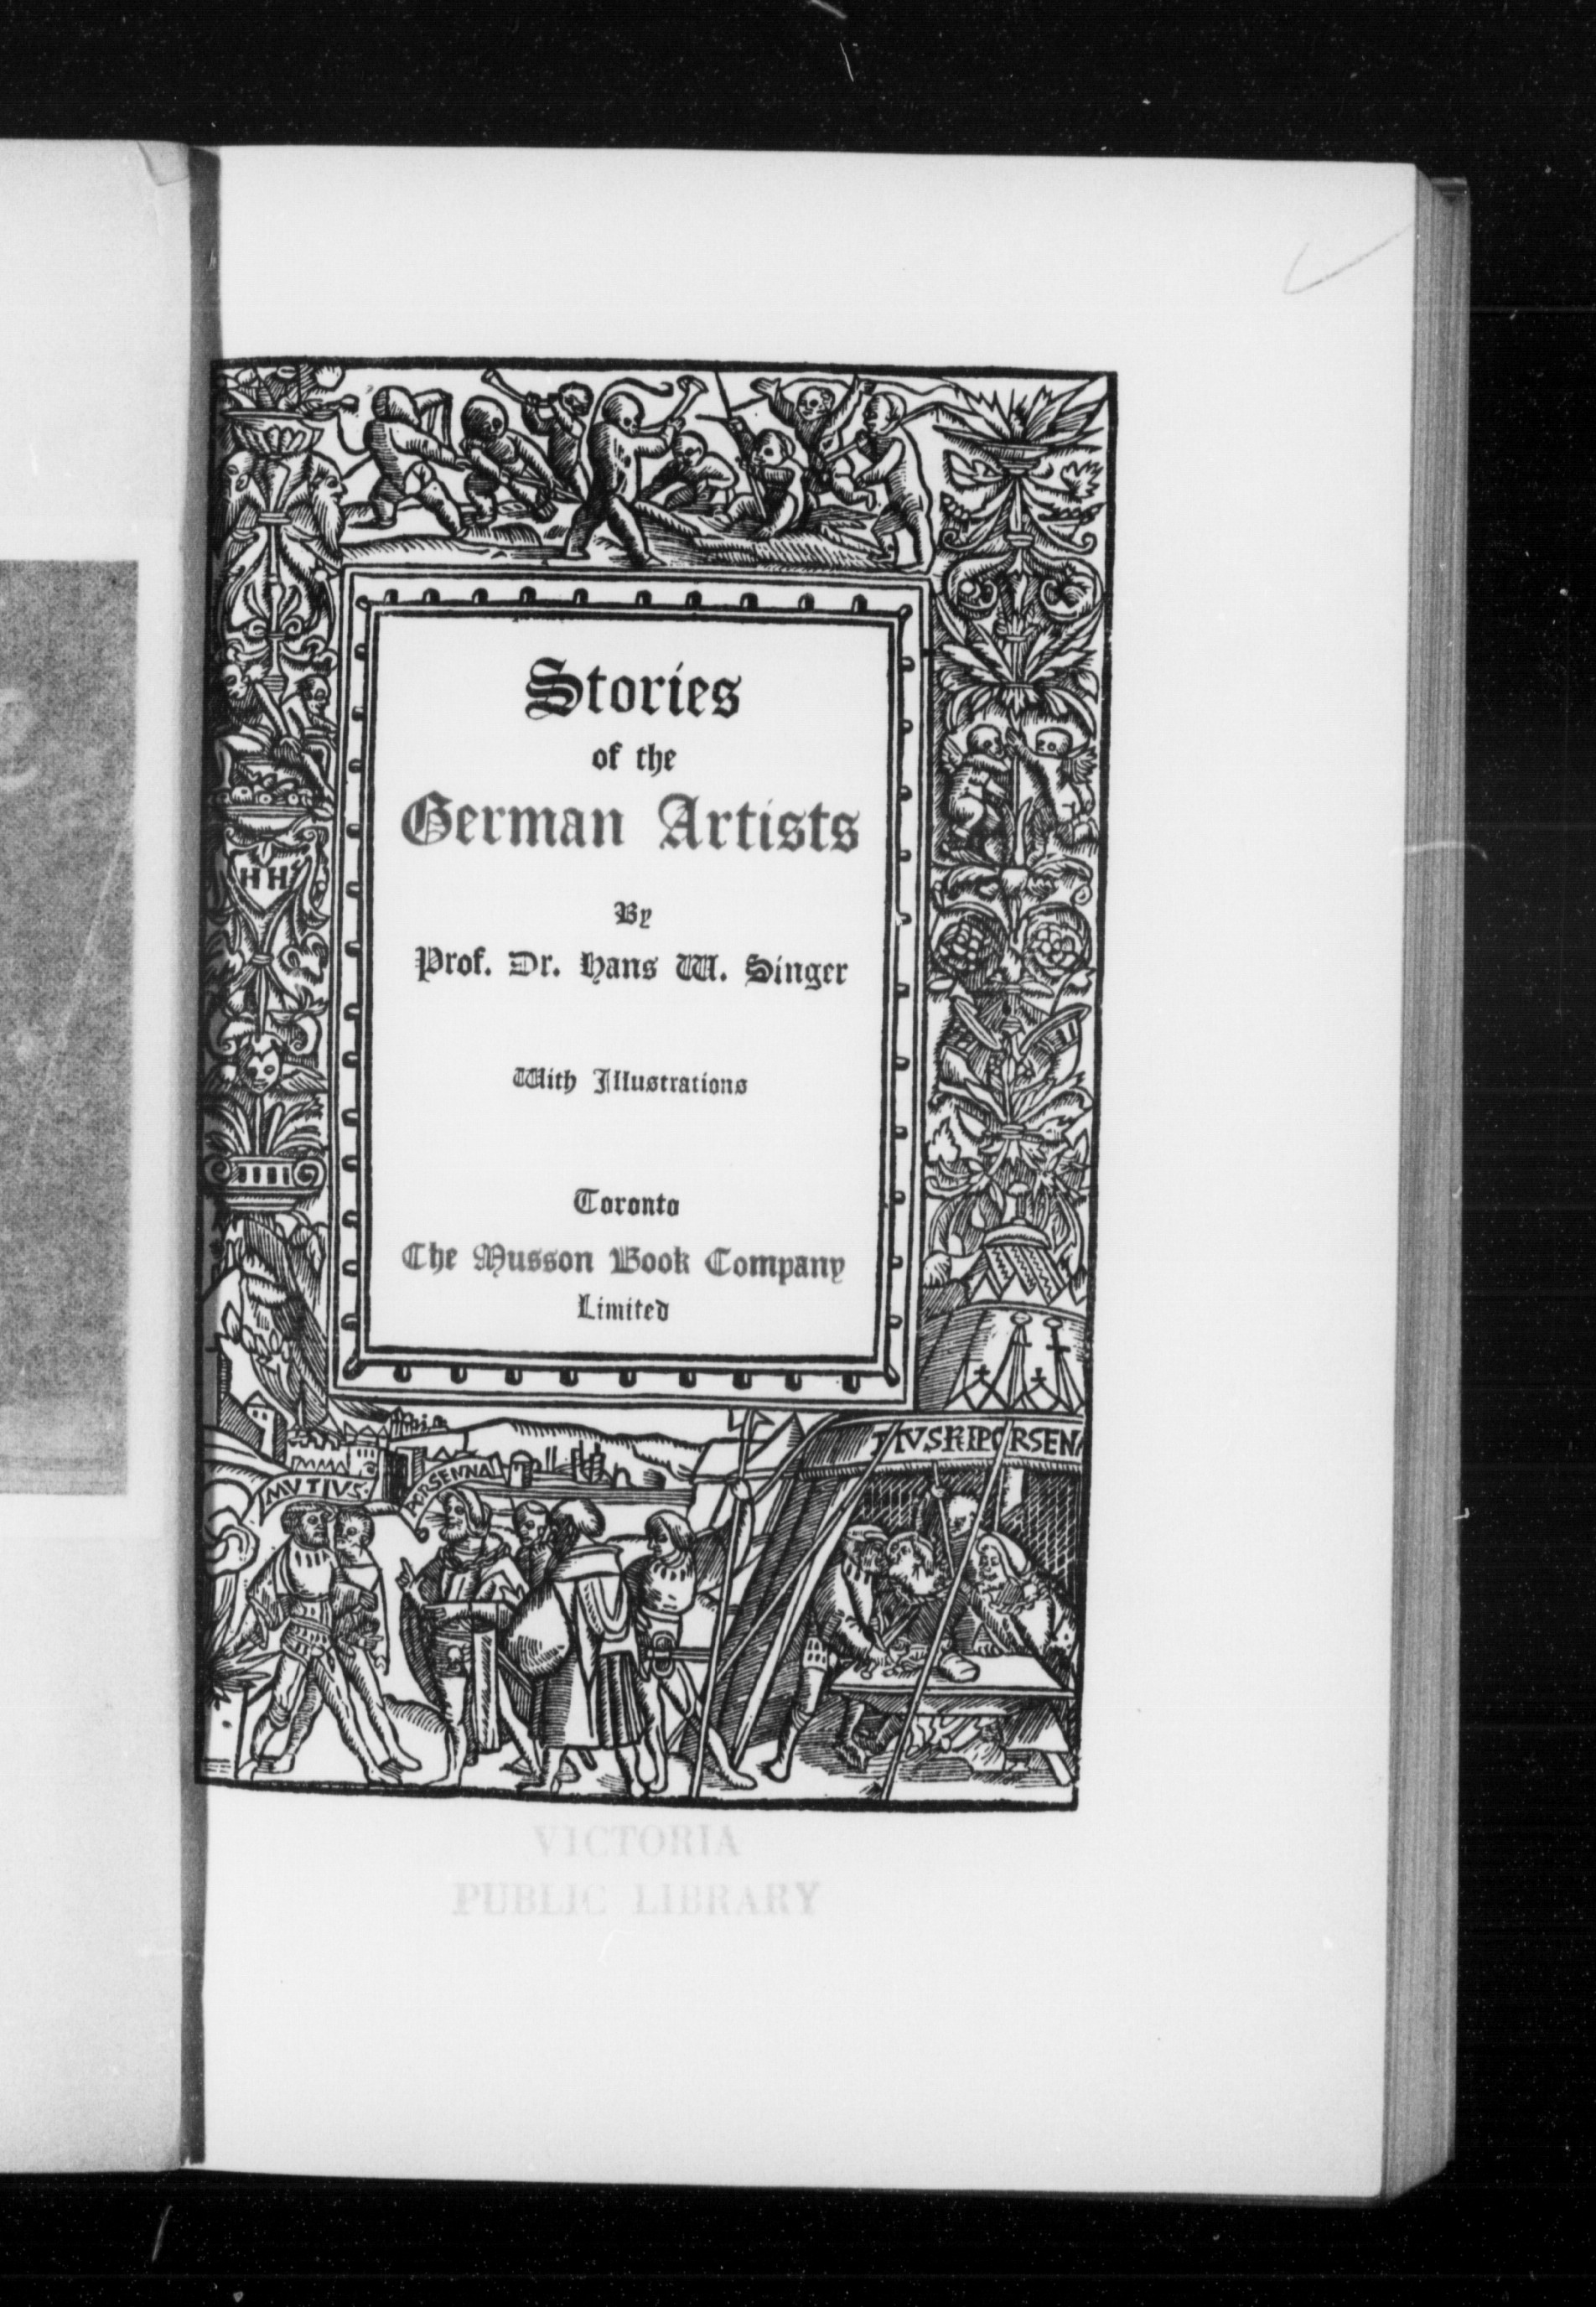 Stories
of the
German Artists
By
Prof. Dr. Hans W. Singer
With Illustrations
Toronto
The Musson Book Company
Limited
HH
MVTIVS
PORSENNA
VICTORIA
PUBLIC LIBRARY